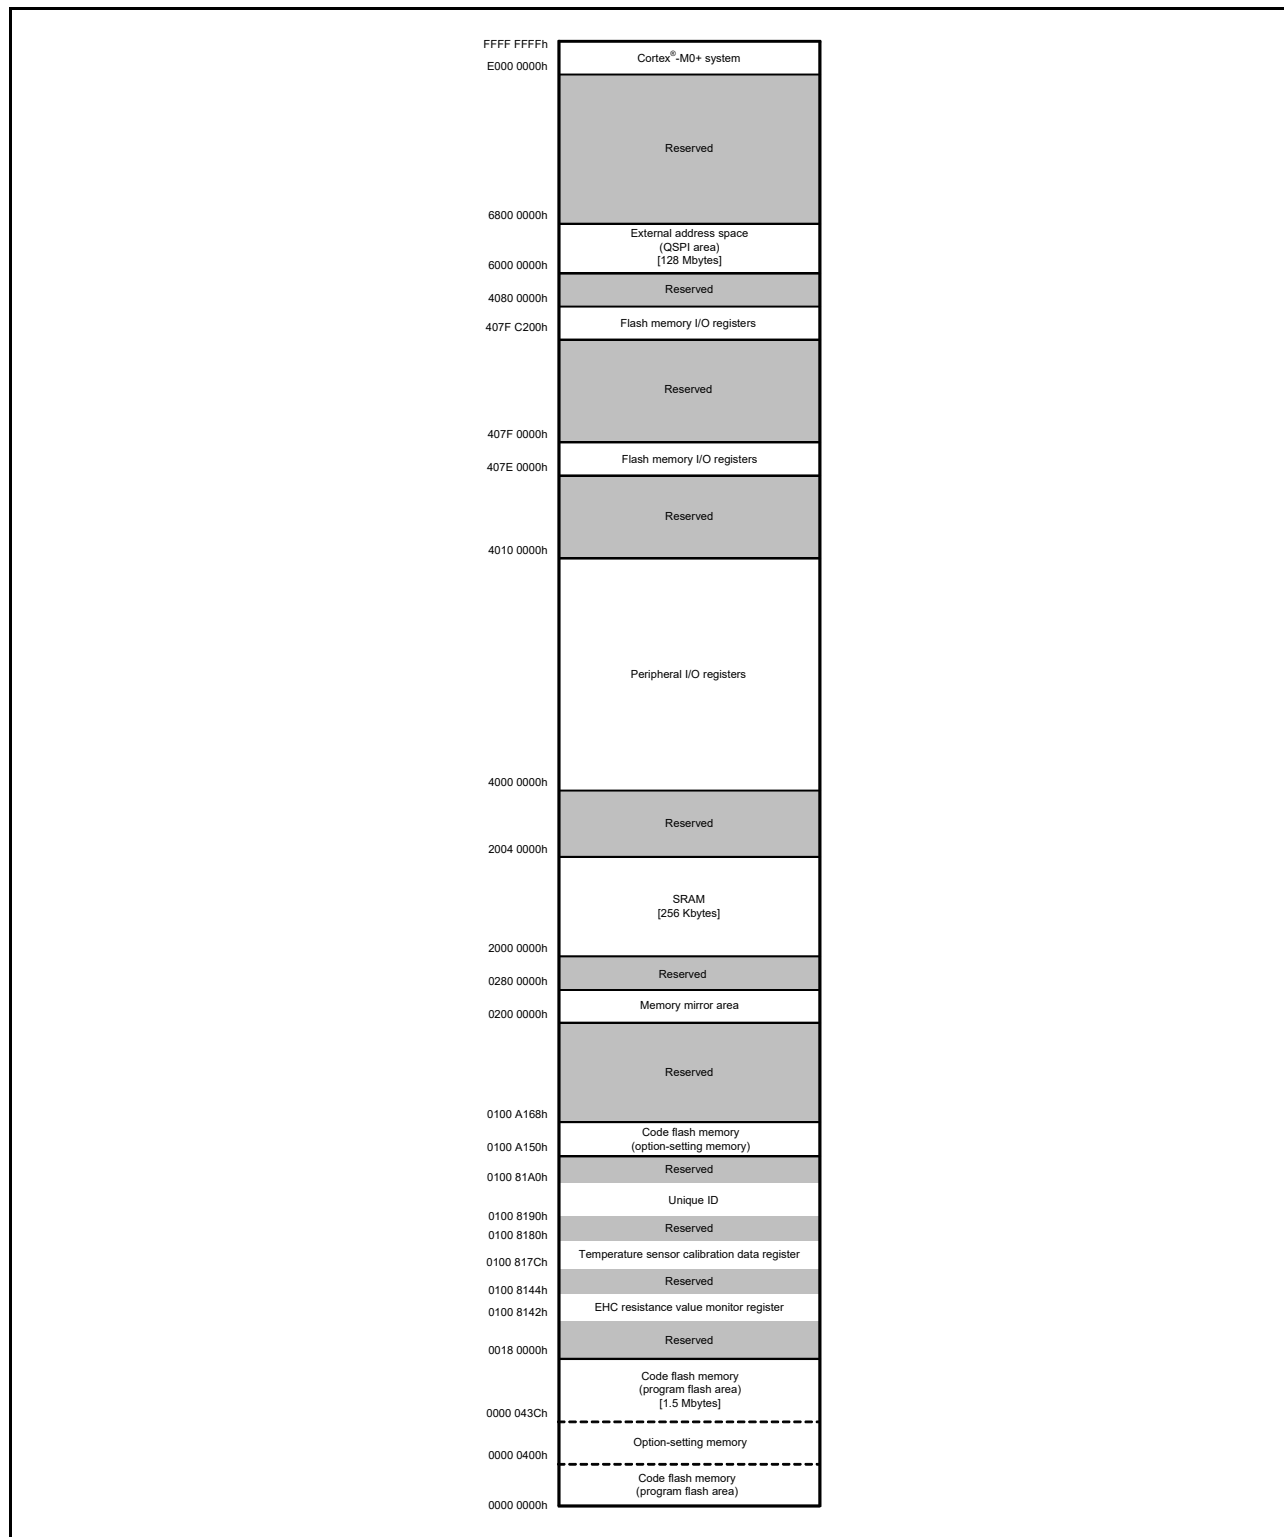 FFFF FFFFh
Cortex®-M0+ system
E000 0000h
Reserved
6800 0000h
External address space
(QSPI area)
[128 Mbytes]
6000 0000h
Reserved
4080 0000h
Flash memory I/O registers
407F C200h
Reserved
407F 0000h
Flash memory I/O registers
407E 0000h
Reserved
4010 0000h
Peripheral I/O registers
4000 0000h
Reserved
2004 0000h
SRAM
[256 Kbytes]
2000 0000h
Reserved
0280 0000h
Memory mirror area
0200 0000h
Reserved
0100 A168h
Code flash memory
(option-setting memory)
0100 A150h
Reserved
0100 81A0h
Unique ID
0100 8190h
Reserved
0100 8180h
Temperature sensor calibration data register
0100 817Ch
Reserved
0100 8144h
EHC resistance value monitor register
0100 8142h
Reserved
0018 0000h
Code flash memory
(program flash area)
[1.5 Mbytes]
0000 043Ch
Option-setting memory
0000 0400h
Code flash memory
(program flash area)
0000 0000h